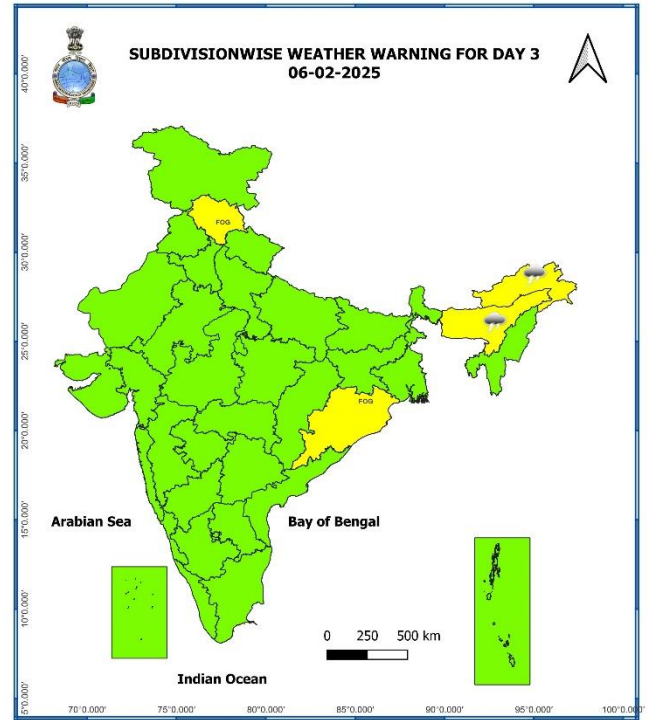 SUBDIVISIONWISE WEATHER WARNING FOR DAY 3
06-02-2025
40°0.000'
35°0.000'
30°0.000'
25°0.000'
20°0.000'
15°0.000'
10°0.000'
5°0.000'
FOG
FOG
Arabian Sea
Bay of Bengal
0 250 500 km
Indian Ocean
70°0.000' 75°0.000' 80°0.000' 85°0.000' 90°0.000' 95°0.000' 100.0